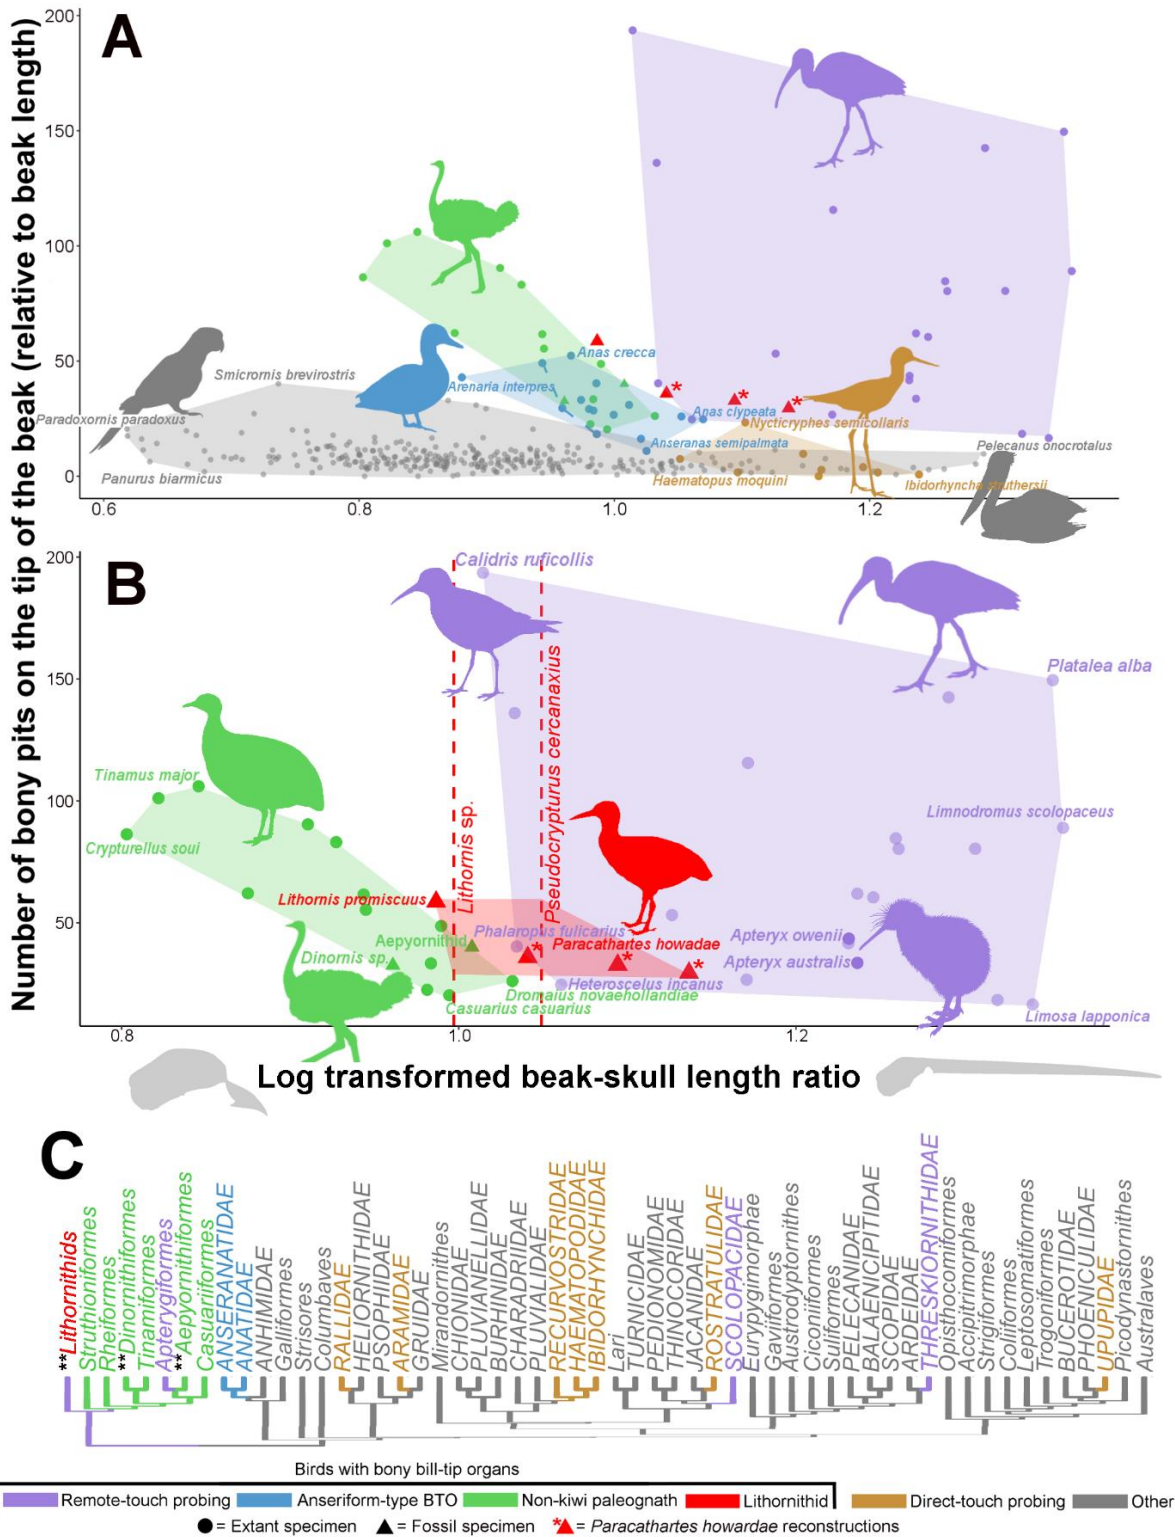 Number of bony pits on the tip of the beak (relative to beak length)
A
200
150
100
50
0
0.6
0.8
1.0
1.2
Smicrornis brevirostris
Paradoxornis paradoxus
Panurus biarmicus
Arenaria interpres
Anas crecca
Anas clypeata
Anseranas semipalmata
Nycticryphes semicollaris
Haematopus moquini
Pelecanus onocrotalus
Ibidorhyncha struthersii
*
*
*
B
200
150
100
50
0.8
1.0
1.2
Calidris ruficollis
Platalea alba
Tinamus major
Crypturellus soui
Lithornis sp.
Pseudocrypturus cercanaxius
Limnodromus scolopaceus
Lithornis promiscuus
Phalaropus fulicarius
Aepyornithid
Paracathartes howadae
Apteryx owenii
Dinornis sp.
Apteryx australis
Heteroscelus incanus
Dromaius novaehollandiae
Casuarius casuarius
Limosa lapponica
*
*
*
Log transformed beak-skull length ratio
C
**Lithornithids
Struthioniformes
Rheiformes
**Dinornithiformes
Tinamiformes
Apterygiformes
**Aepyornithiformes
Casuariiformes
ANSERANATIDAE
ANATIDAE
ANHIMIDAE
Galliformes
Strisores
Columbaves
RALLIDAE
HELIORNITHIDAE
PSOPHIIDAE
ARAMIDAE
GRUIDAE
Mirandornithes
CHIONIDAE
PLUVIANELLIDAE
BURHINIDAE
CHARADRIIDAE
PLUVIALIDAE
RECURVOSTRIDAE
HAEMATOPODIDAE
IBIDORHYNCHIDAE
Lari
TURNICIDAE
PEDIONOMIDAE
THINOCORIDAE
JACANIDAE
ROSTRATULIDAE
SCOLOPACIDAE
Eurypygimorphae
Gaviiformes
Austrodyptornithes
Ciconiiformes
Suliformes
PELECANIDAE
BALAENICIPITIDAE
SCOPIDAE
ARDEIDAE
THRESKIORNITHIDAE
Opisthocomiformes
Accipitrimorphae
Strigiformes
Coliiformes
Leptosomatiformes
Trogoniformes
BUCEROTIDAE
PHOENICULIDAE
UPUPIDAE
Picodynastornithes
Australaves
Birds with bony bill-tip organs
Remote-touch probing Anseriform-type BTO Non-kiwi paleognath Lithornithid Direct-touch probing Other
= Extant specimen = Fossil specimen * = Paracathartes howardae reconstructions